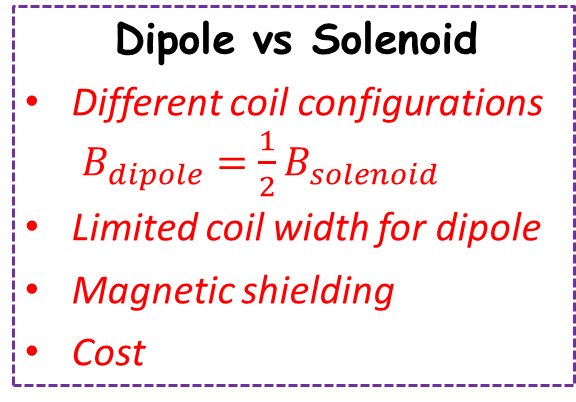 Dipole vs Solenoid
• Different coil configurations
B_dipole = 1/2 B_solenoid
• Limited coil width for dipole
• Magnetic shielding
• Cost